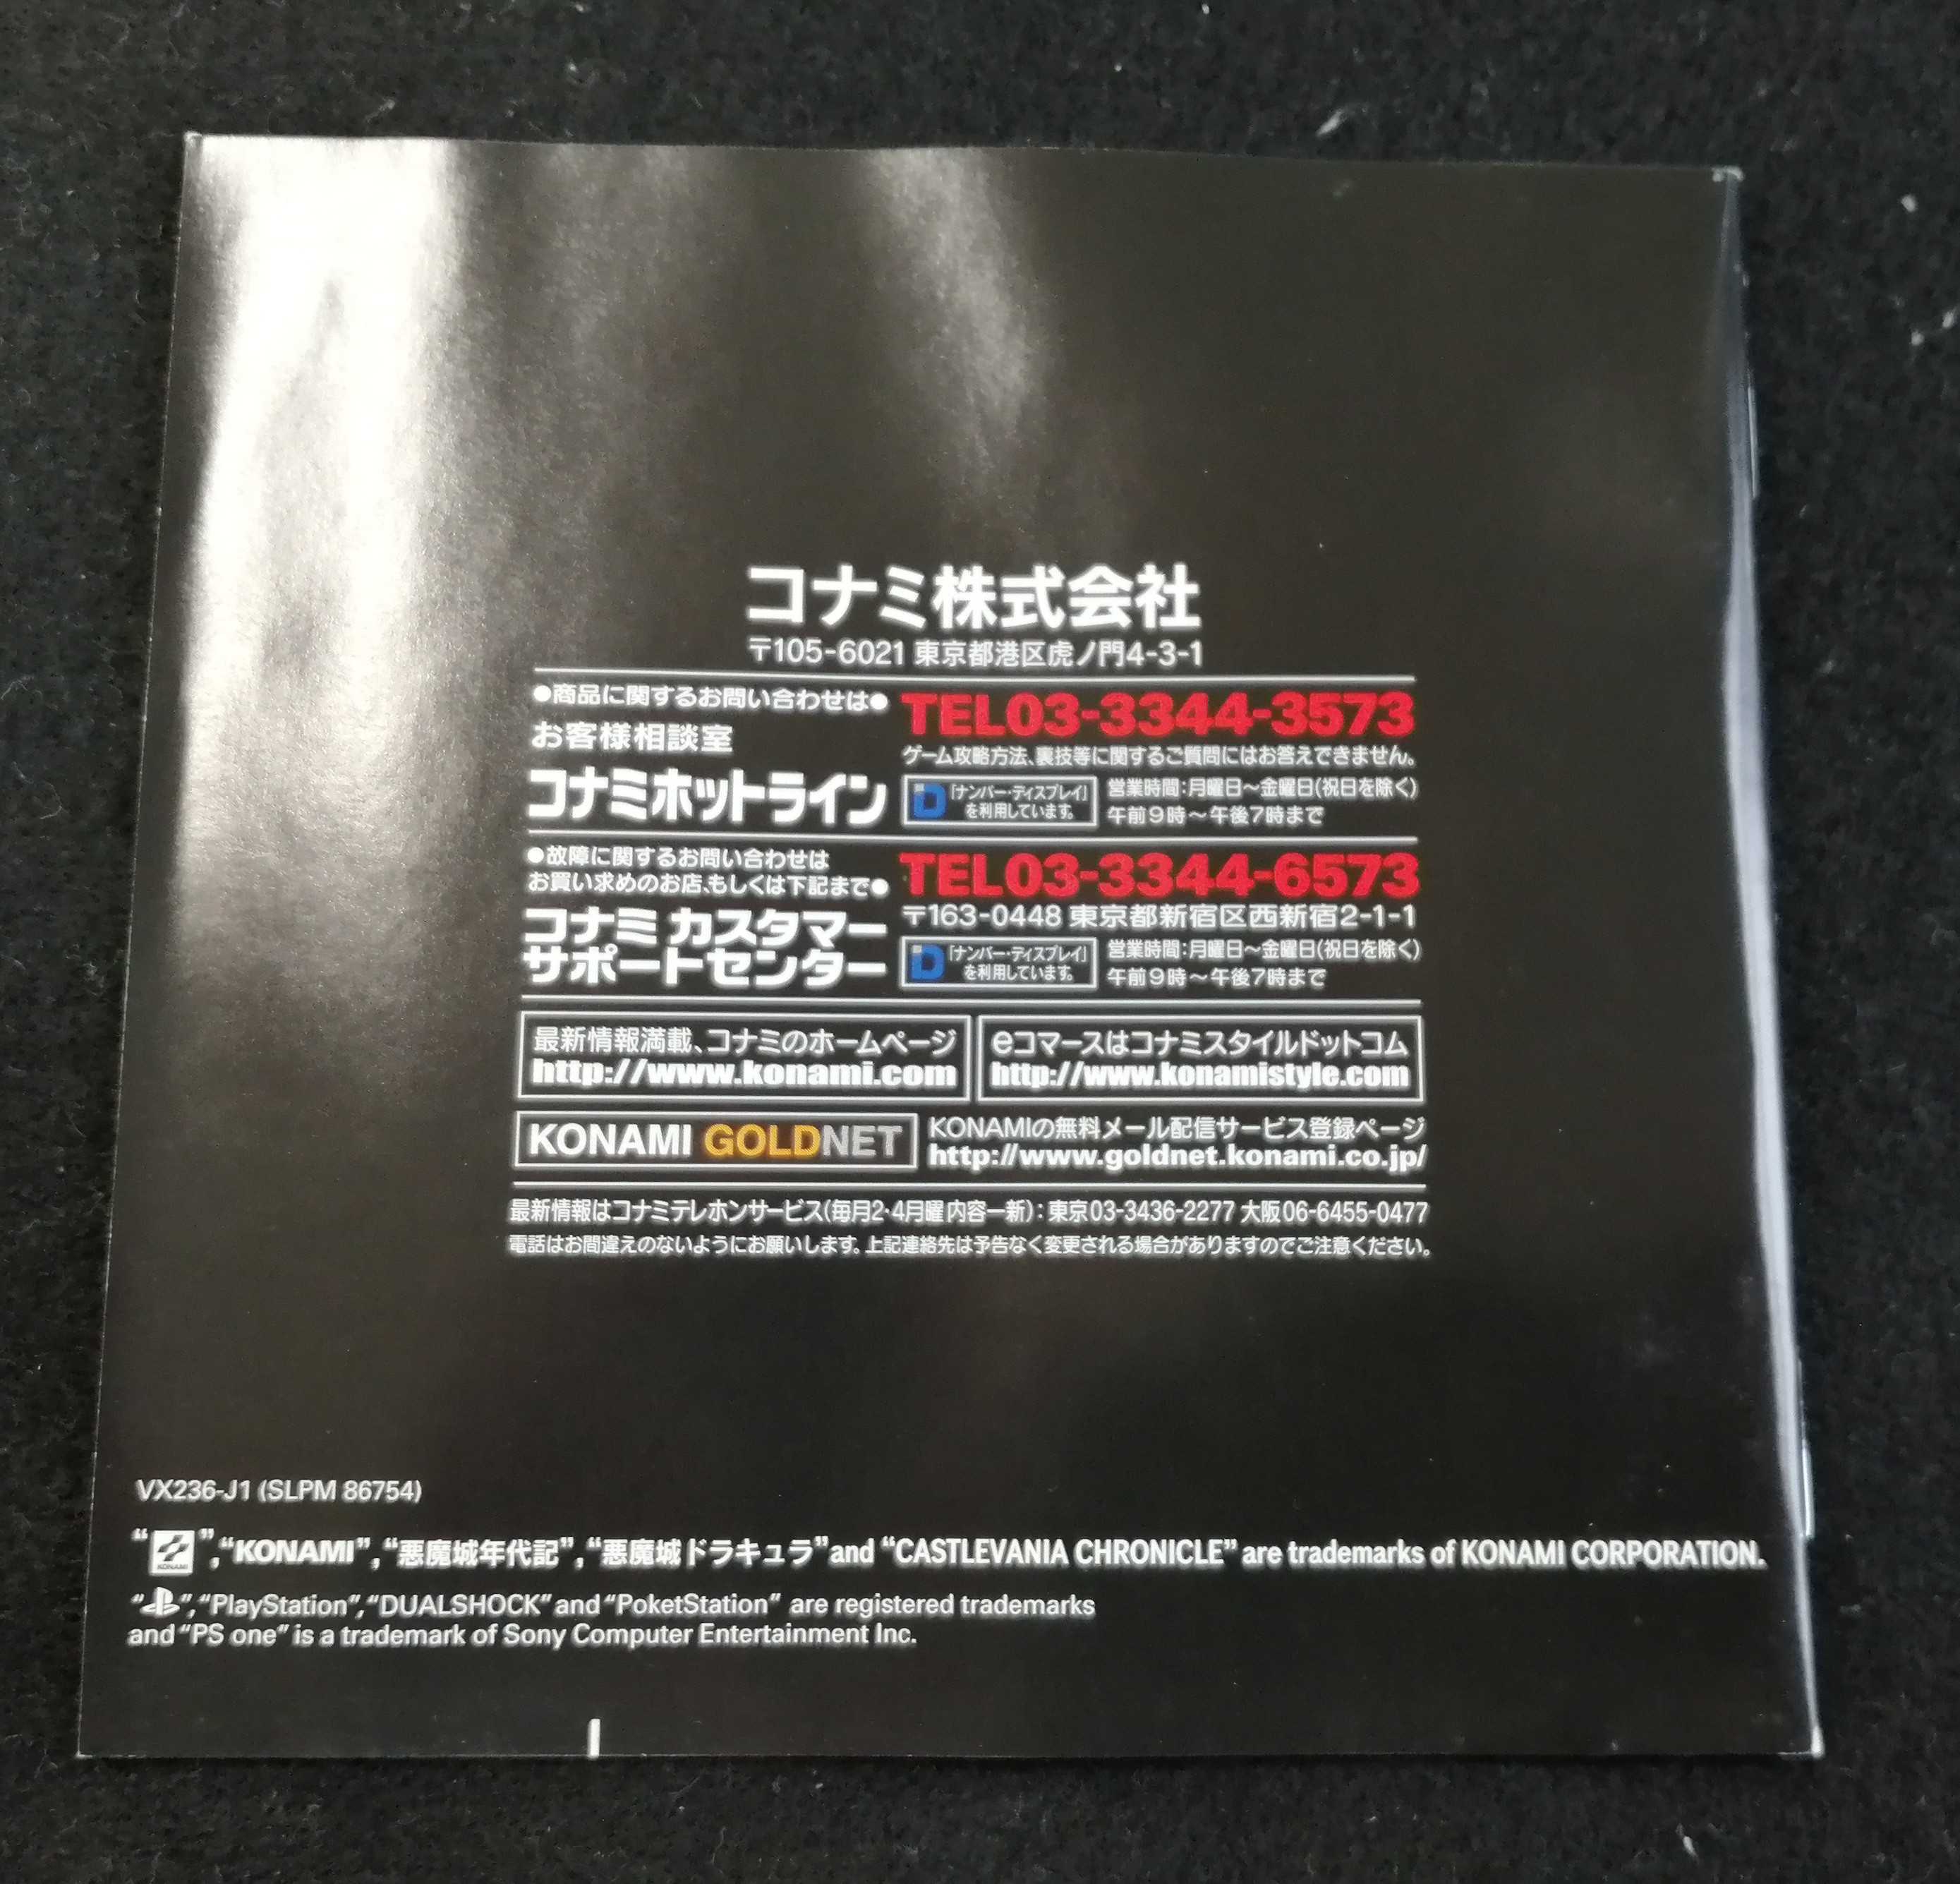 コナミ株式会社
〒105-6021 東京都港区虎ノ門4-3-1
●商品に関するお問い合わせは●
お客様相談室
コナミホットライン
TEL03-3344-3573
ゲーム攻略方法、裏技等に関するご質問にはお答えできません。
D 「ナンバー・ディスプレイ」
を利用しています。
営業時間:月曜日〜金曜日(祝日を除く)
午前9時〜午後7時まで
●故障に関するお問い合わせは
お買い求めのお店、もしくは下記まで●
コナミ カスタマー
サポートセンター
TEL03-3344-6573
〒163-0448 東京都新宿区西新宿2-1-1
D 「ナンバー・ディスプレイ」
を利用しています。
営業時間:月曜日〜金曜日(祝日を除く)
午前9時〜午後7時まで
最新情報満載、コナミのホームページ
http://www.konami.com
eコマースはコナミスタイルドットコム
http://www.konamistyle.com
KONAMI GOLDNET
KONAMIの無料メール配信サービス登録ページ
http://www.goldnet.konami.co.jp/
最新情報はコナミテレホンサービス(毎月2・4月曜内容一新):東京03-3436-2277 大阪06-6455-0477
電話はお間違えのないようにお願いします。上記連絡先は予告なく変更される場合がありますのでご注意ください。
VX236-J1 (SLPM 86754)
“KONAMI”,“KONAMI”,“悪魔城年代記”,“悪魔城ドラキュラ”and “CASTLEVANIA CHRONICLE” are trademarks of KONAMI CORPORATION.
“PS”,“PlayStation”,“DUALSHOCK”and “PoketStation” are registered trademarks
and “PS one” is a trademark of Sony Computer Entertainment Inc.